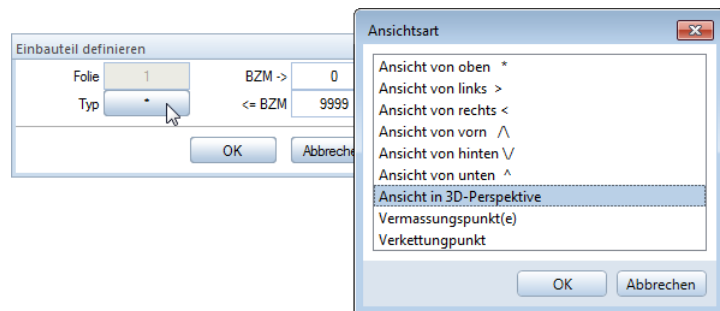 Einbauteil definieren
Folie 1 BZM -> 0
Typ * <= BZM 9999
OK
Ansichtsart
Ansicht von oben *
Ansicht von links >
Ansicht von rechts <
Ansicht von vorn /\
Ansicht von hinten \/
Ansicht von unten ^
Ansicht in 3D-Perspektive
Vermassungspunkt(e)
Verkettungpunkt
OK Abbrechen